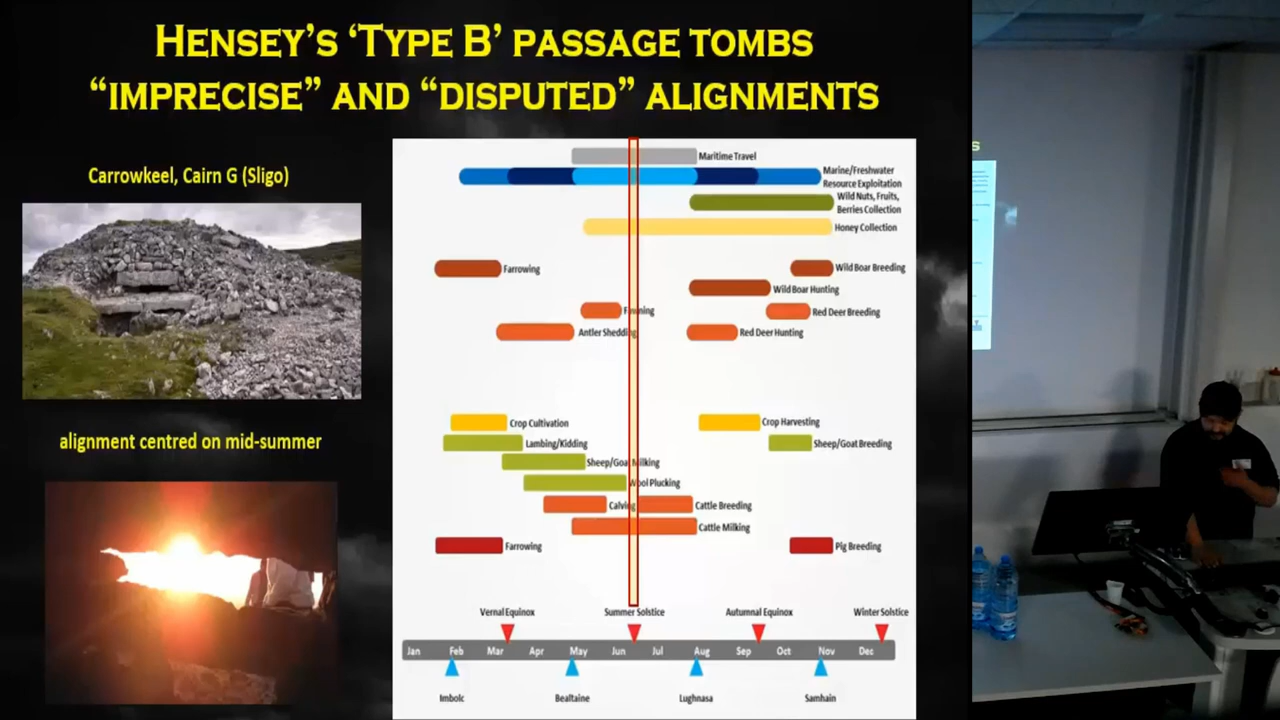 HENSEY'S 'TYPE B' PASSAGE TOMBS
"IMPRECISE" AND "DISPUTED" ALIGNMENTS
Carrowkeel, Cairn G (Sligo)
alignment centred on mid-summer
Maritime Travel
Marine/Freshwater
Resource Exploitation
Wild Nuts, Fruits,
Berries Collection
Honey Collection
Farrowing
Wild Boar Breeding
Wild Boar Hunting
Fawning
Red Deer Breeding
Antler Shedding
Red Deer Hunting
Crop Cultivation
Crop Harvesting
Lambing/Kidding
Sheep/Goat Breeding
Sheep/Goat Milking
Wool Plucking
Calving
Cattle Breeding
Cattle Milking
Farrowing
Pig Breeding
Vernal Equinox
Summer Solstice
Autumnal Equinox
Winter Solstice
Jan Feb Mar Apr May Jun Jul Aug Sep Oct Nov Dec
Imbolc
Bealtaine
Lughnasa
Samhain
S